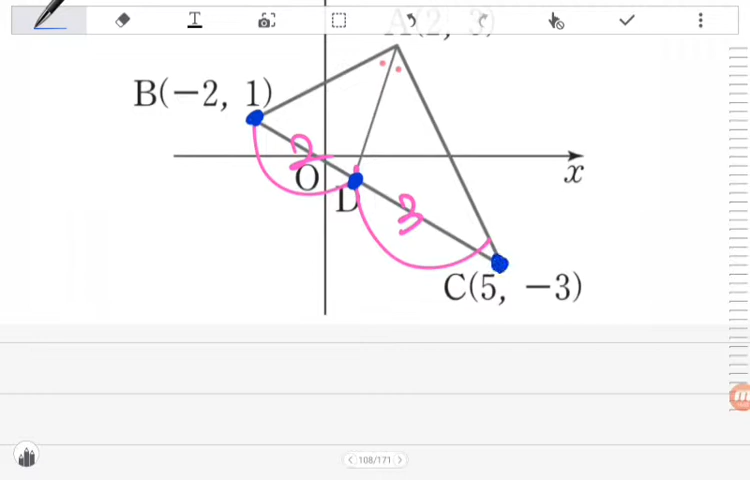 T
A(2, 3)
B(−2, 1)
2
O
x
D
3
C(5, −3)
108/171